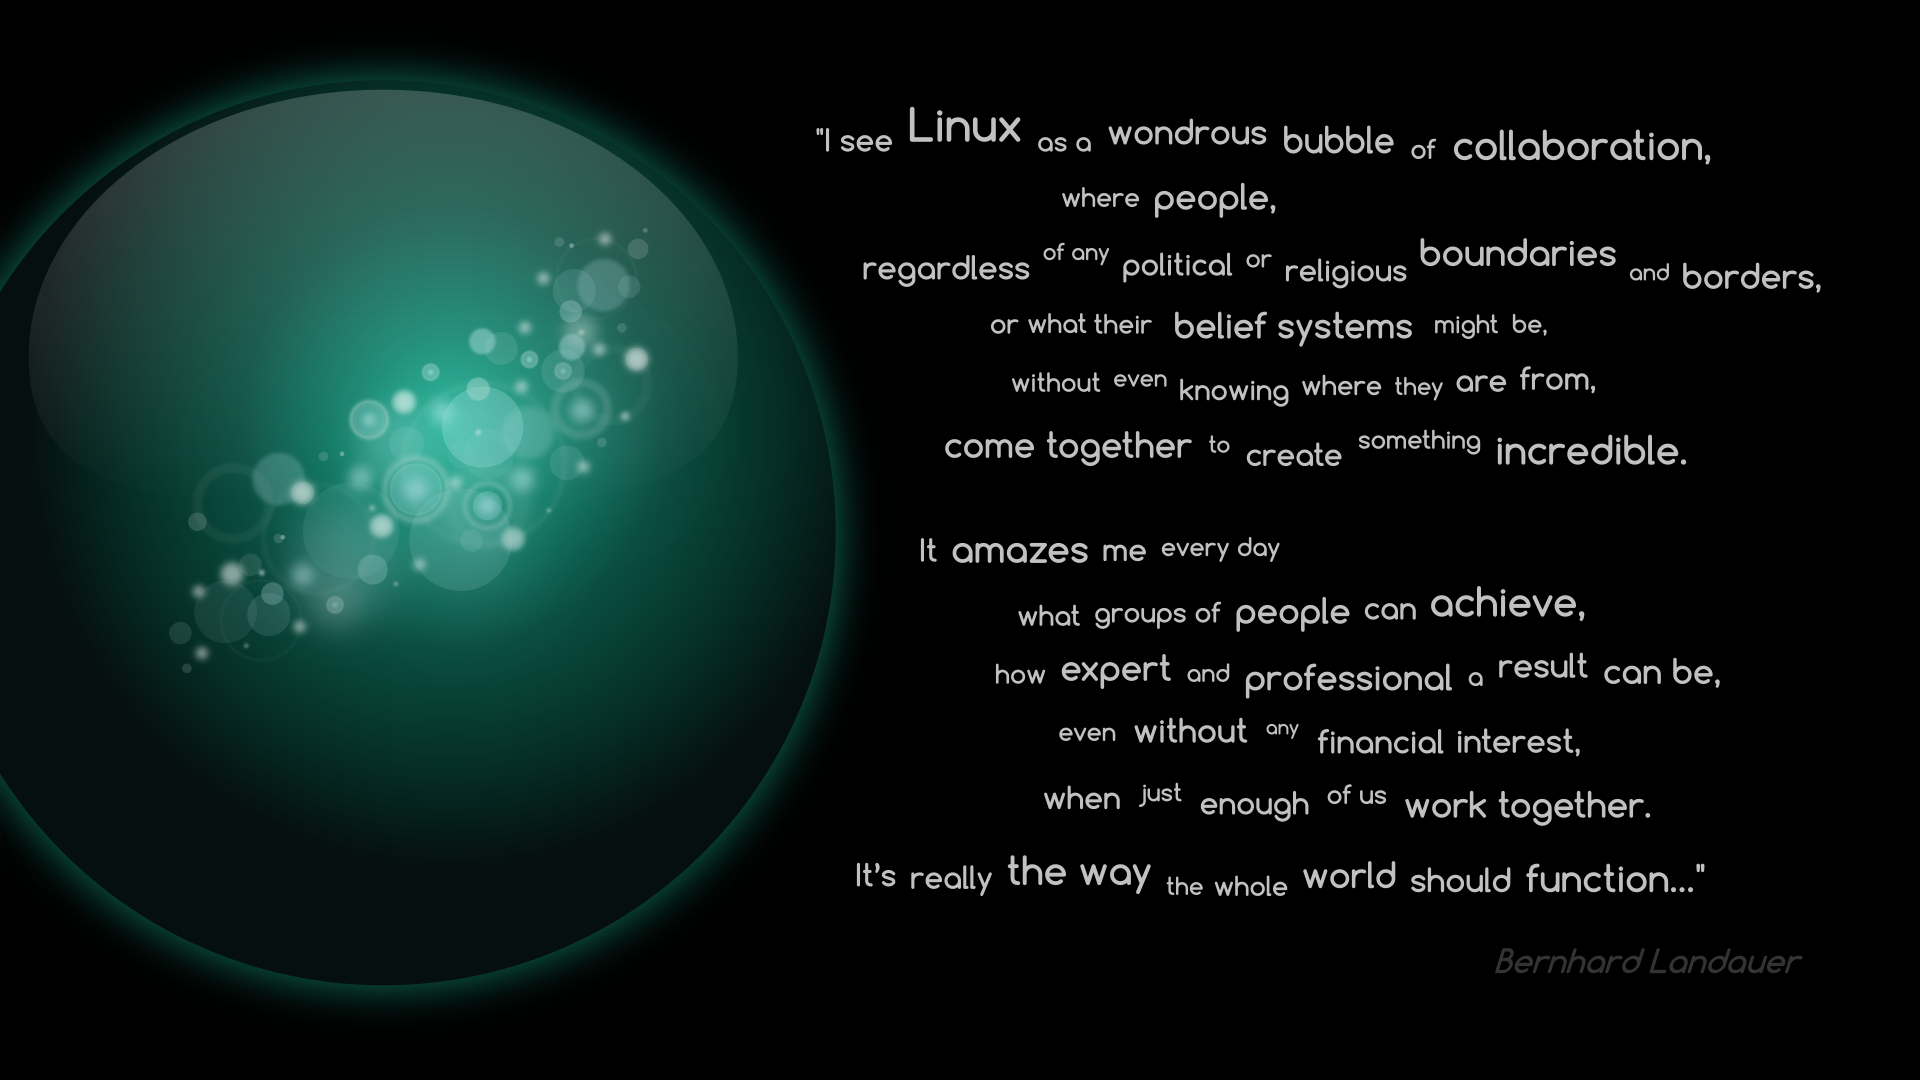 "I see Linux as a wondrous bubble of collaboration,
where people,
regardless of any political or religious boundaries and borders,
or what their belief systems might be,
without even knowing where they are from,
come together to create something incredible.
It amazes me every day
what groups of people can achieve,
how expert and professional a result can be,
even without any financial interest,
when just enough of us work together.
It's really the way the whole world should function..."
Bernhard Landauer